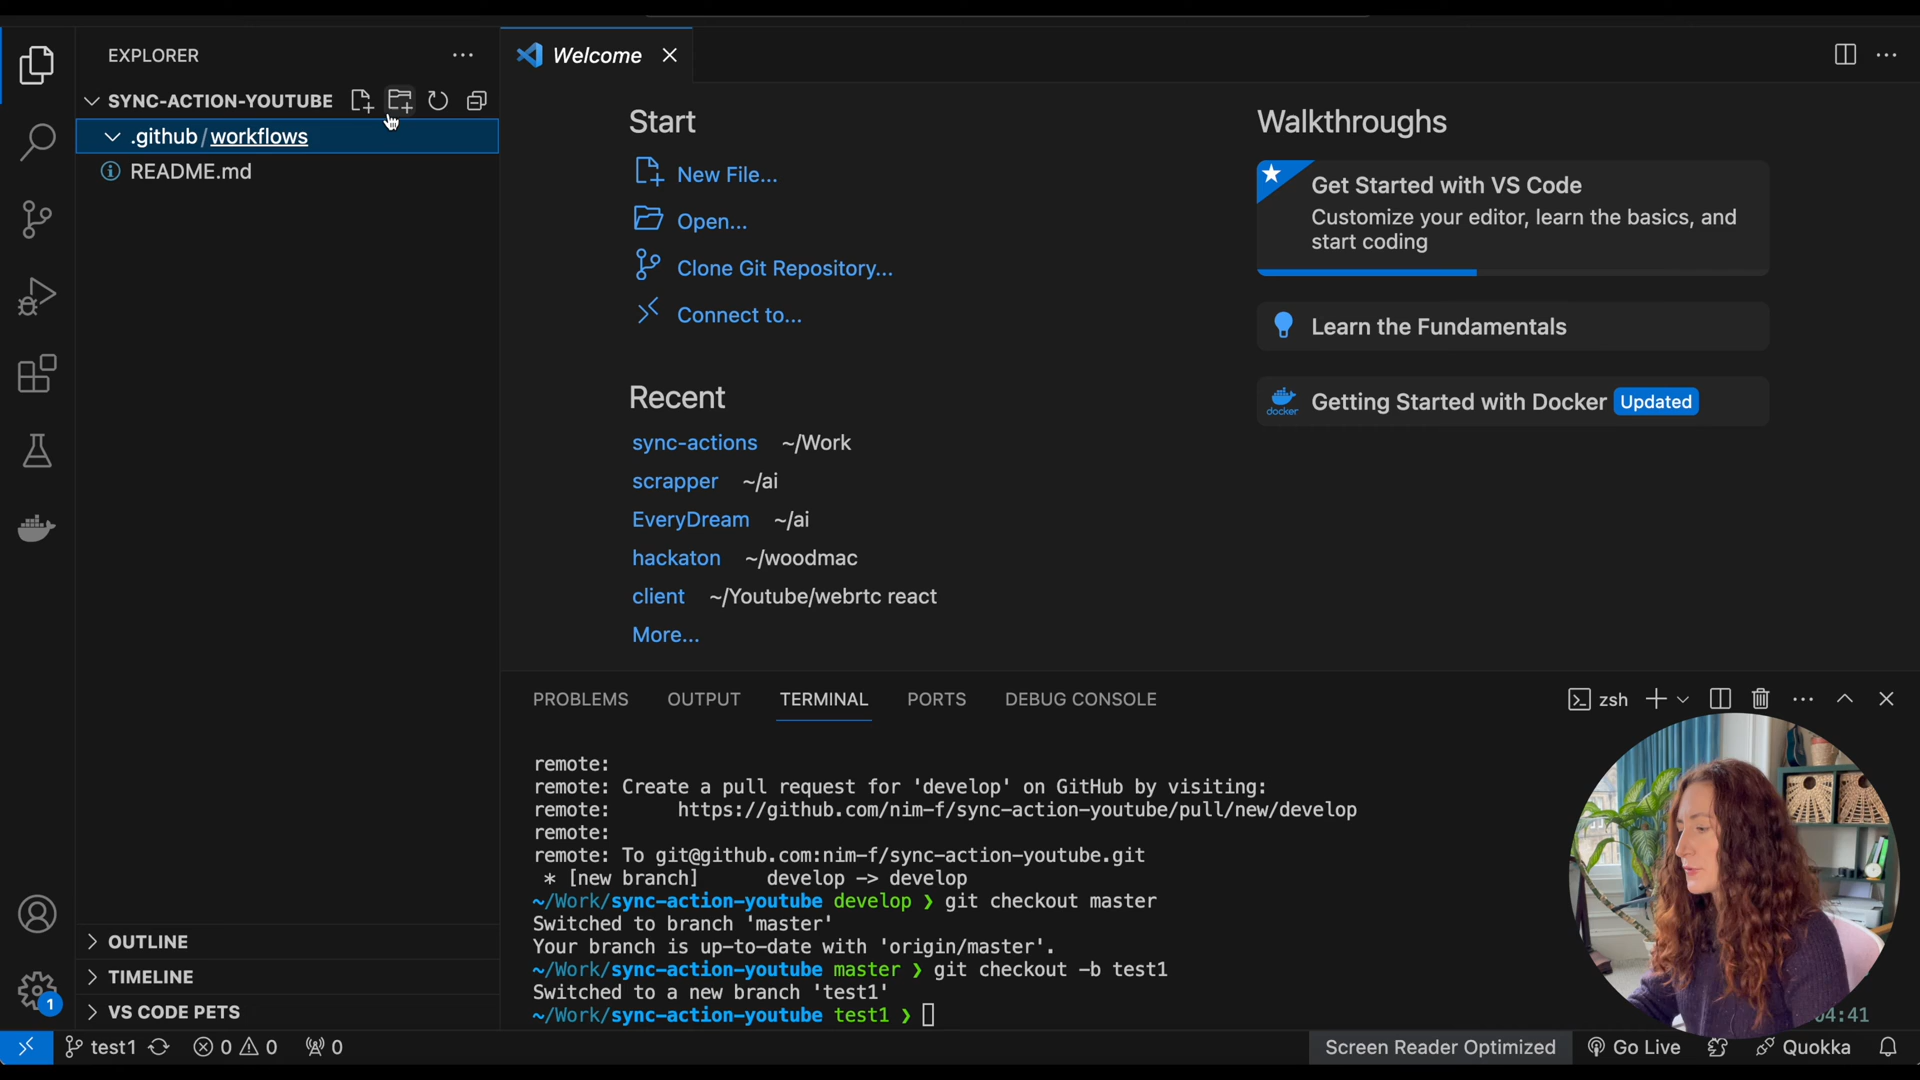 EXPLORER
SYNC-ACTION-YOUTUBE
.github/workflows
README.md
OUTLINE
TIMELINE
VS CODE PETS
1
Welcome
Start
New File...
Open...
Clone Git Repository...
Connect to...
Recent
sync-actions ~/Work
scrapper ~/ai
EveryDream ~/ai
hackaton ~/woodmac
client ~/Youtube/webrtc react
More...
Walkthroughs
Get Started with VS Code
Customize your editor, learn the basics, and
start coding
Learn the Fundamentals
docker
Getting Started with Docker Updated
PROBLEMS OUTPUT TERMINAL PORTS DEBUG CONSOLE
zsh
remote:
remote: Create a pull request for 'develop' on GitHub by visiting:
remote: https://github.com/nim-f/sync-action-youtube/pull/new/develop
remote:
remote: To git@github.com:nim-f/sync-action-youtube.git
* [new branch] develop -> develop
~/Work/sync-action-youtube develop ❯ git checkout master
Switched to branch 'master'
Your branch is up-to-date with 'origin/master'.
~/Work/sync-action-youtube master ❯ git checkout -b test1
Switched to a new branch 'test1'
~/Work/sync-action-youtube test1 ❯
test1 0 0 0
Screen Reader Optimized Go Live Quokka